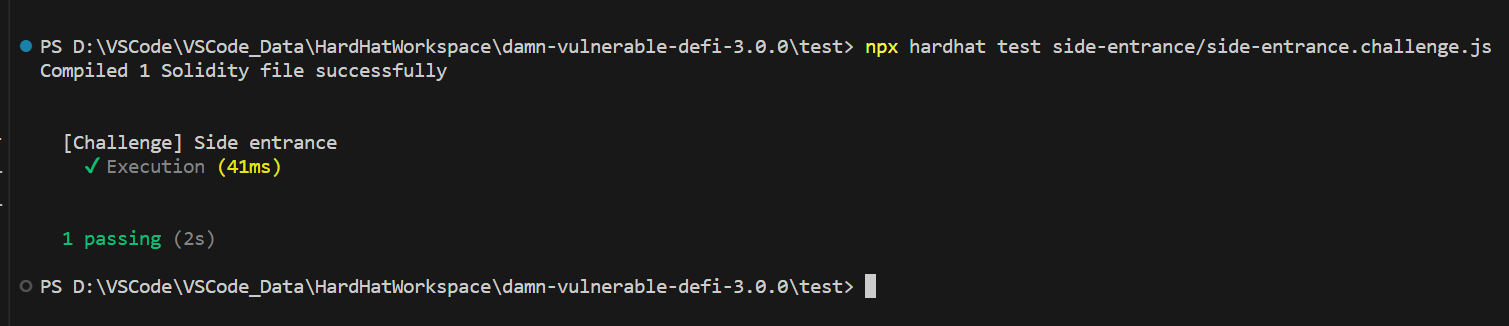 PS D:\VSCode\VSCode_Data\HardHatWorkspace\damn-vulnerable-defi-3.0.0\test> npx hardhat test side-entrance/side-entrance.challenge.js
Compiled 1 Solidity file successfully
[Challenge] Side entrance
✓ Execution (41ms)
1 passing (2s)
PS D:\VSCode\VSCode_Data\HardHatWorkspace\damn-vulnerable-defi-3.0.0\test>